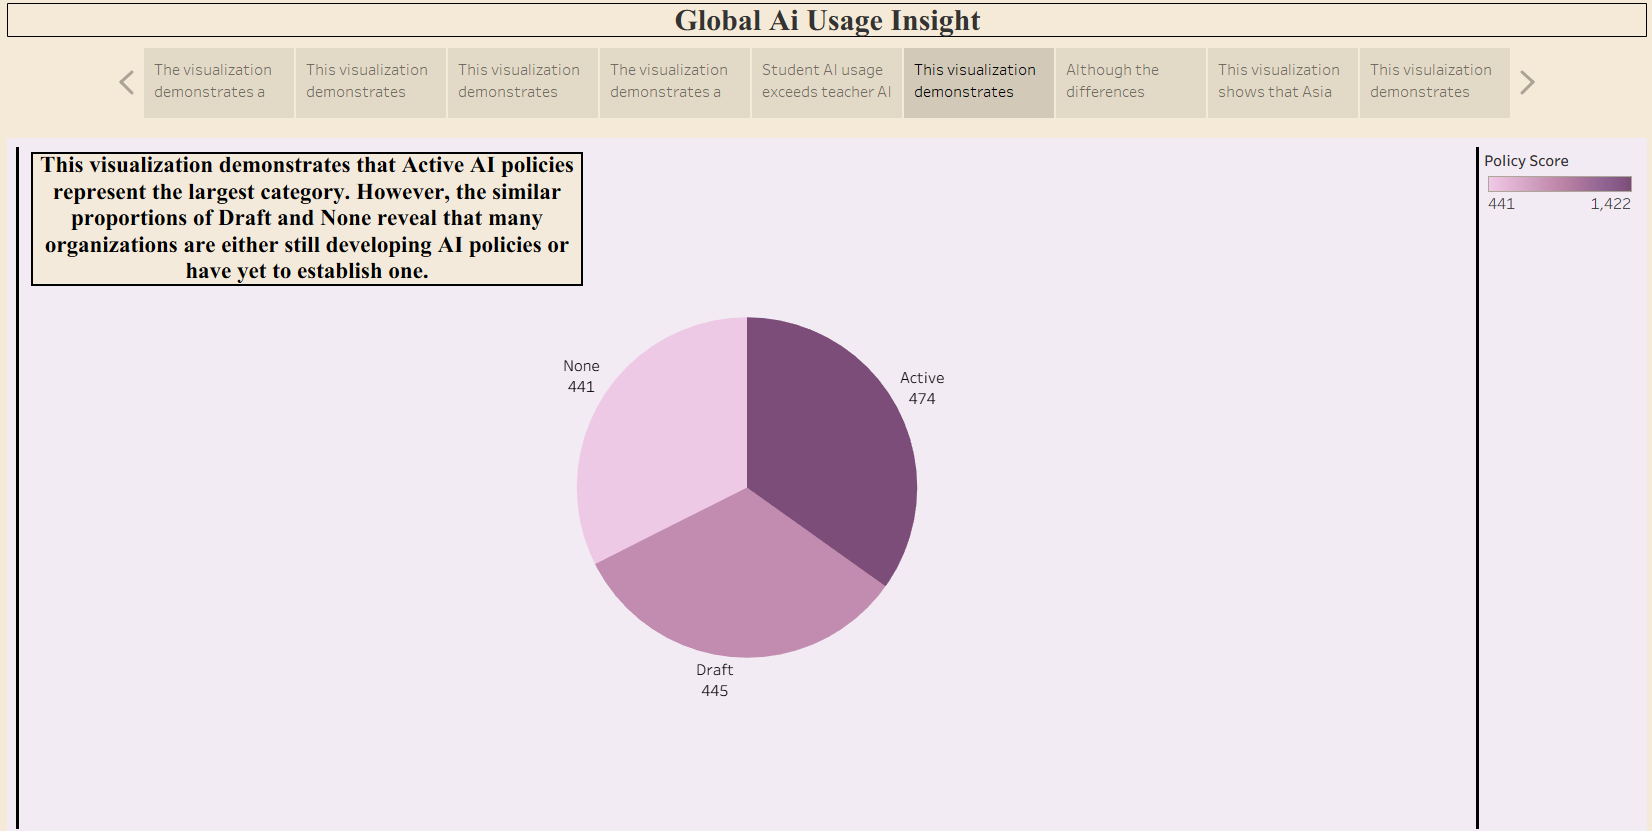 Global Ai Usage Insight
The visualization
demonstrates a
This visualization
demonstrates
This visualization
demonstrates
The visualization
demonstrates a
Student AI usage
exceeds teacher AI
This visualization
demonstrates
Although the
differences
This visualization
shows that Asia
This visulaization
demonstrates
This visualization demonstrates that Active AI policies
represent the largest category. However, the similar
proportions of Draft and None reveal that many
organizations are either still developing AI policies or
have yet to establish one.
Policy Score
441 1,422
None
441
Active
474
Draft
445